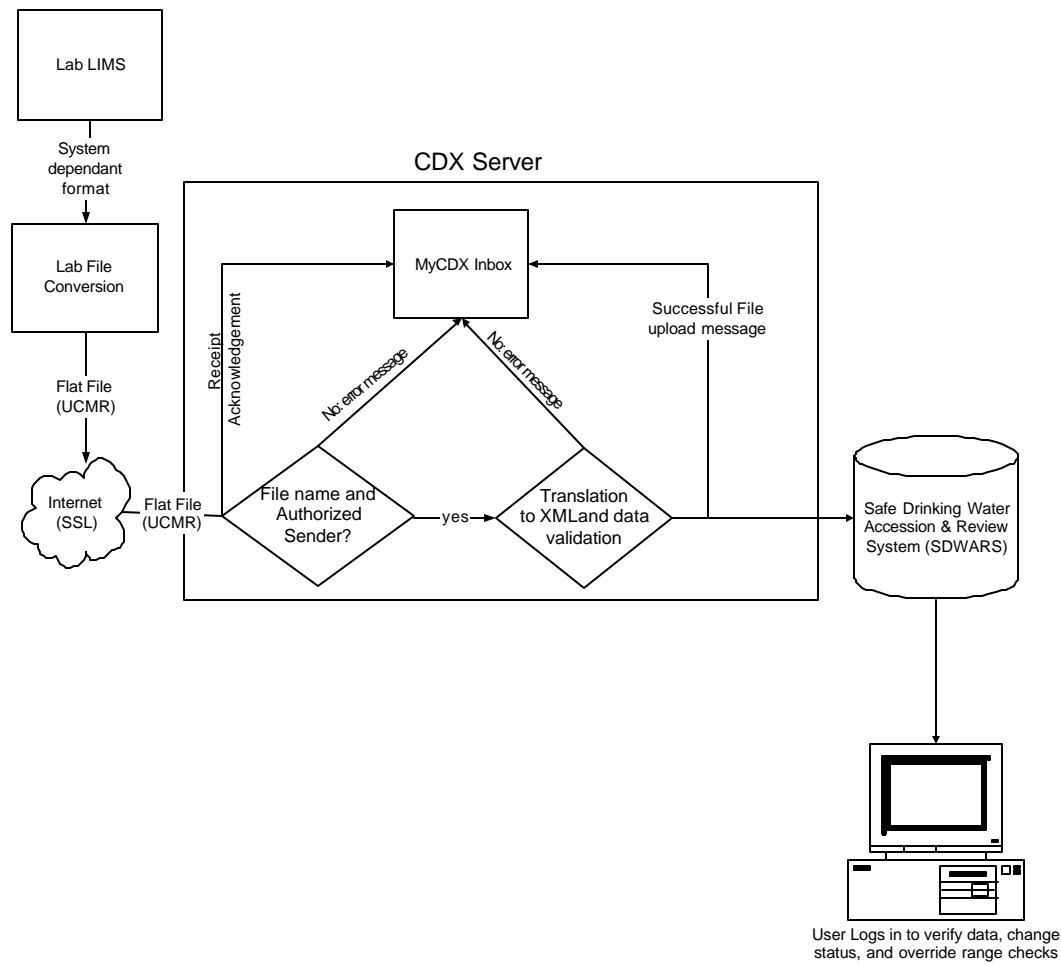 Lab LIMS
System
dependant
format
CDX Server
Lab File
Conversion
MyCDX Inbox
Receipt
Acknowledgement
No: error message
No: error message
Successful File
upload message
Flat File
(UCMR)
Internet
(SSL)
Flat File
(UCMR)
File name and
Authorized
Sender?
yes
Translation
to XMLand data
validation
Safe Drinking Water
Accession & Review
System (SDWARS)
User Logs in to verify data, change
status, and override range checks